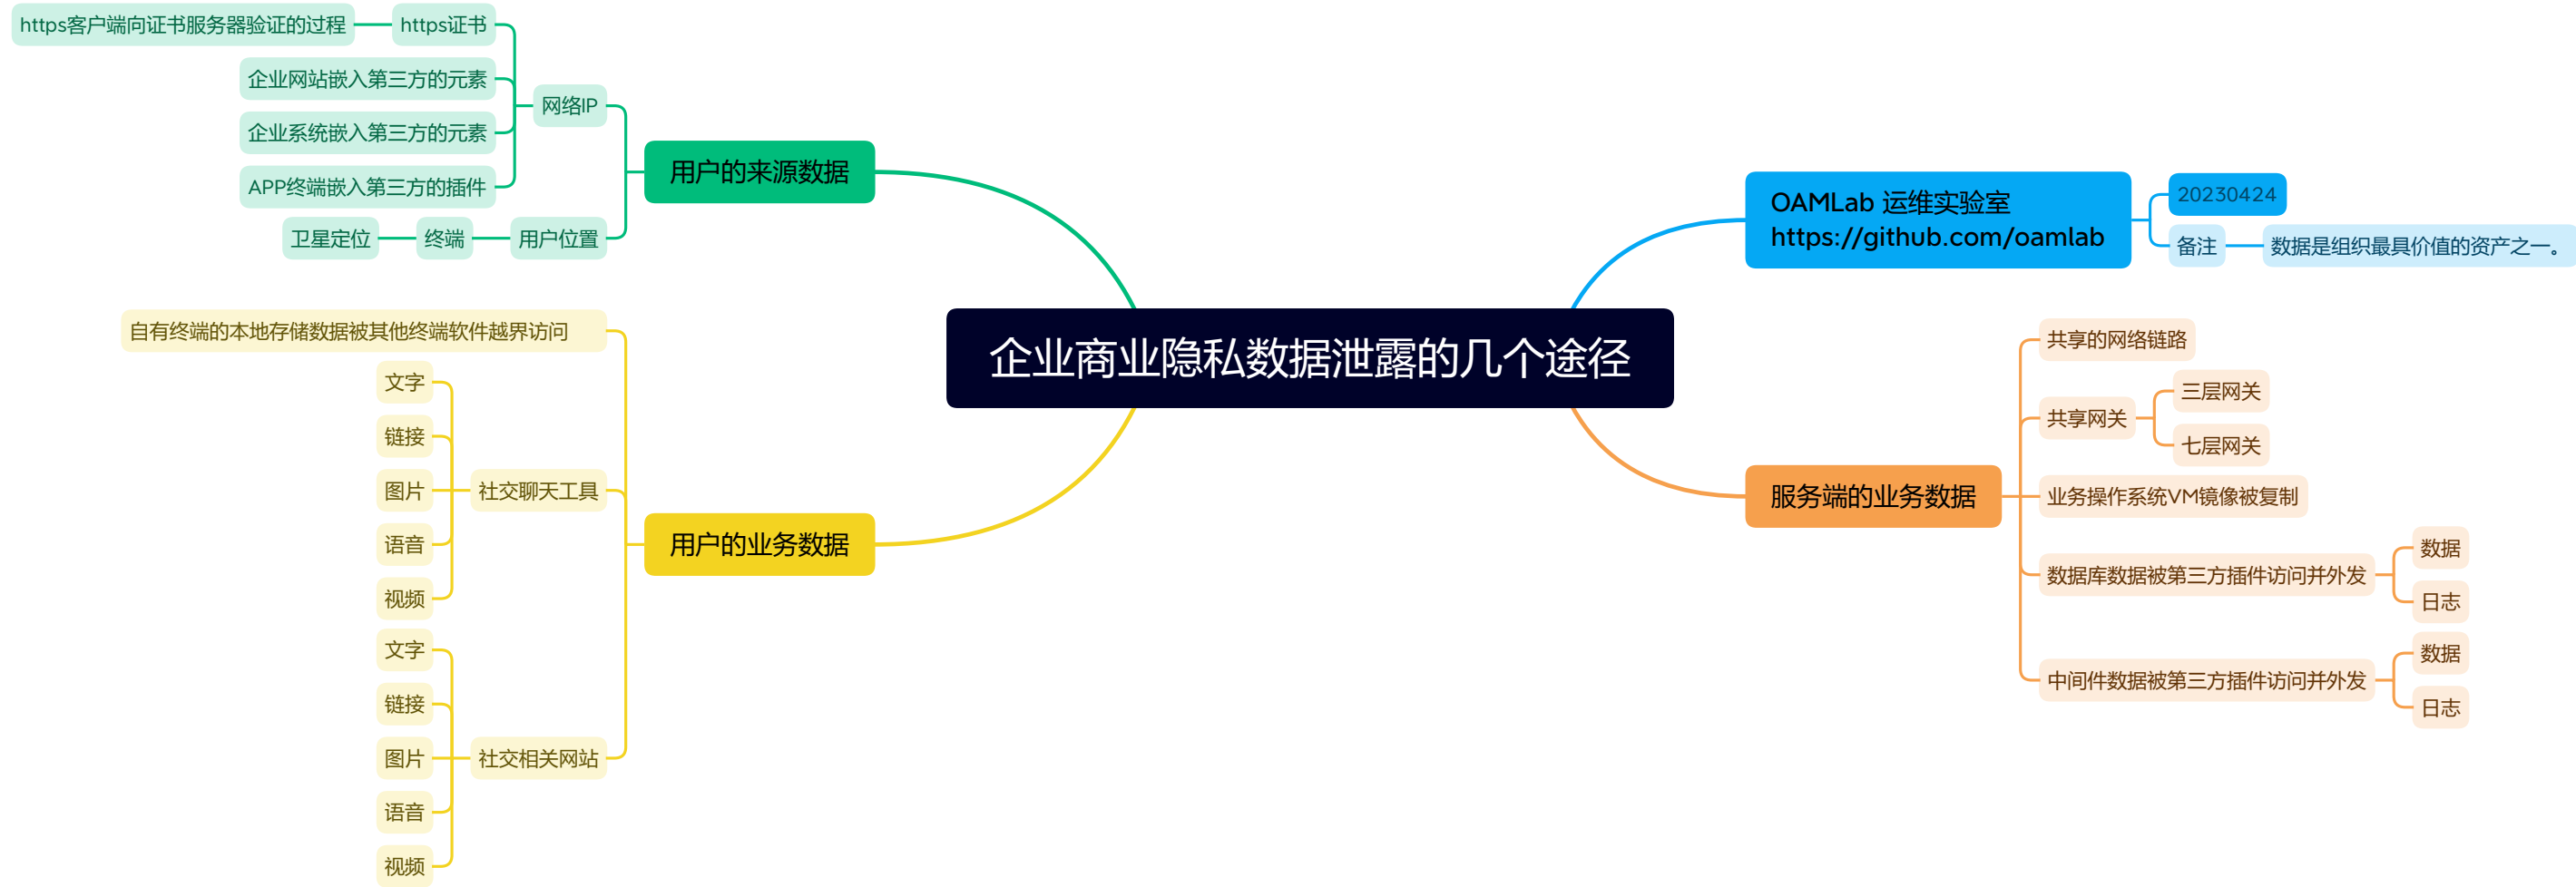 企业商业隐私数据泄露的几个途径
OAMLab 运维实验室
https://github.com/oamlab
20230424
备注
数据是组织最具价值的资产之一。
服务端的业务数据
共享的网络链路
共享网关
三层网关
七层网关
业务操作系统VM镜像被复制
数据库数据被第三方插件访问并外发
数据
日志
中间件数据被第三方插件访问并外发
数据
日志
用户的来源数据
网络IP
https证书
https客户端向证书服务器验证的过程
企业网站嵌入第三方的元素
企业系统嵌入第三方的元素
APP终端嵌入第三方的插件
用户位置
终端
卫星定位
用户的业务数据
自有终端的本地存储数据被其他终端软件越界访问
社交聊天工具
文字
链接
图片
语音
视频
社交相关网站
文字
链接
图片
语音
视频